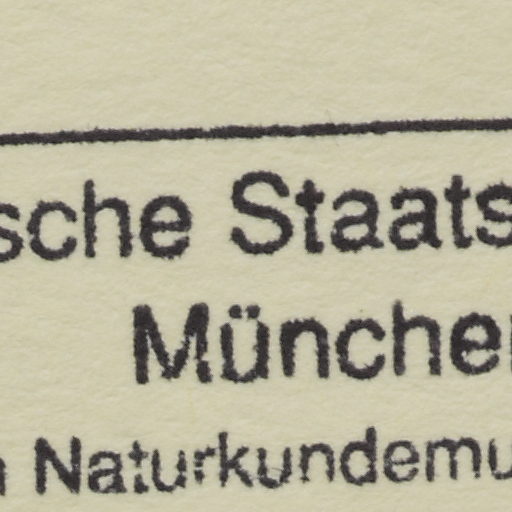 sche Staats
Münche
Naturkundemu